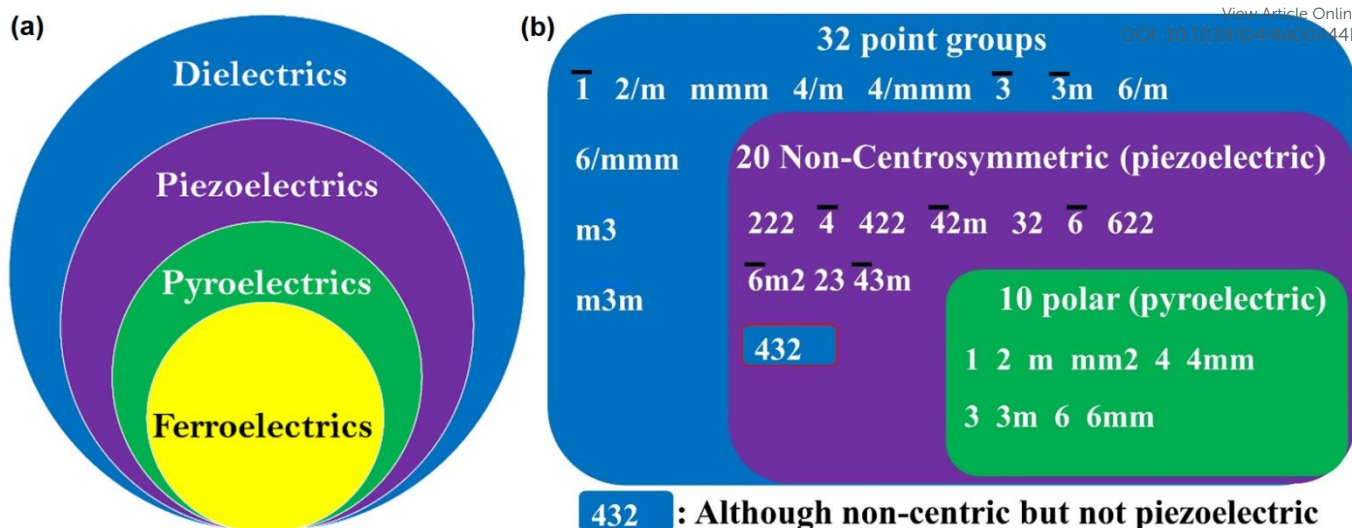 (a)
Dielectrics
Piezoelectrics
Pyroelectrics
Ferroelectrics
(b)
View Article Onlin
32 point groups
1̅ 2/m mmm 4/m 4/mmm 3̅ 3̅m 6/m
6/mmm
20 Non-Centrosymmetric (piezoelectric)
m3
222 4̅ 422 4̅2m 32 6̅ 622
m3m
6̅m2 23 4̅3m
10 polar (pyroelectric)
432
1 2 m mm2 4 4mm
3 3m 6 6mm
432 : Although non-centric but not piezoelectric